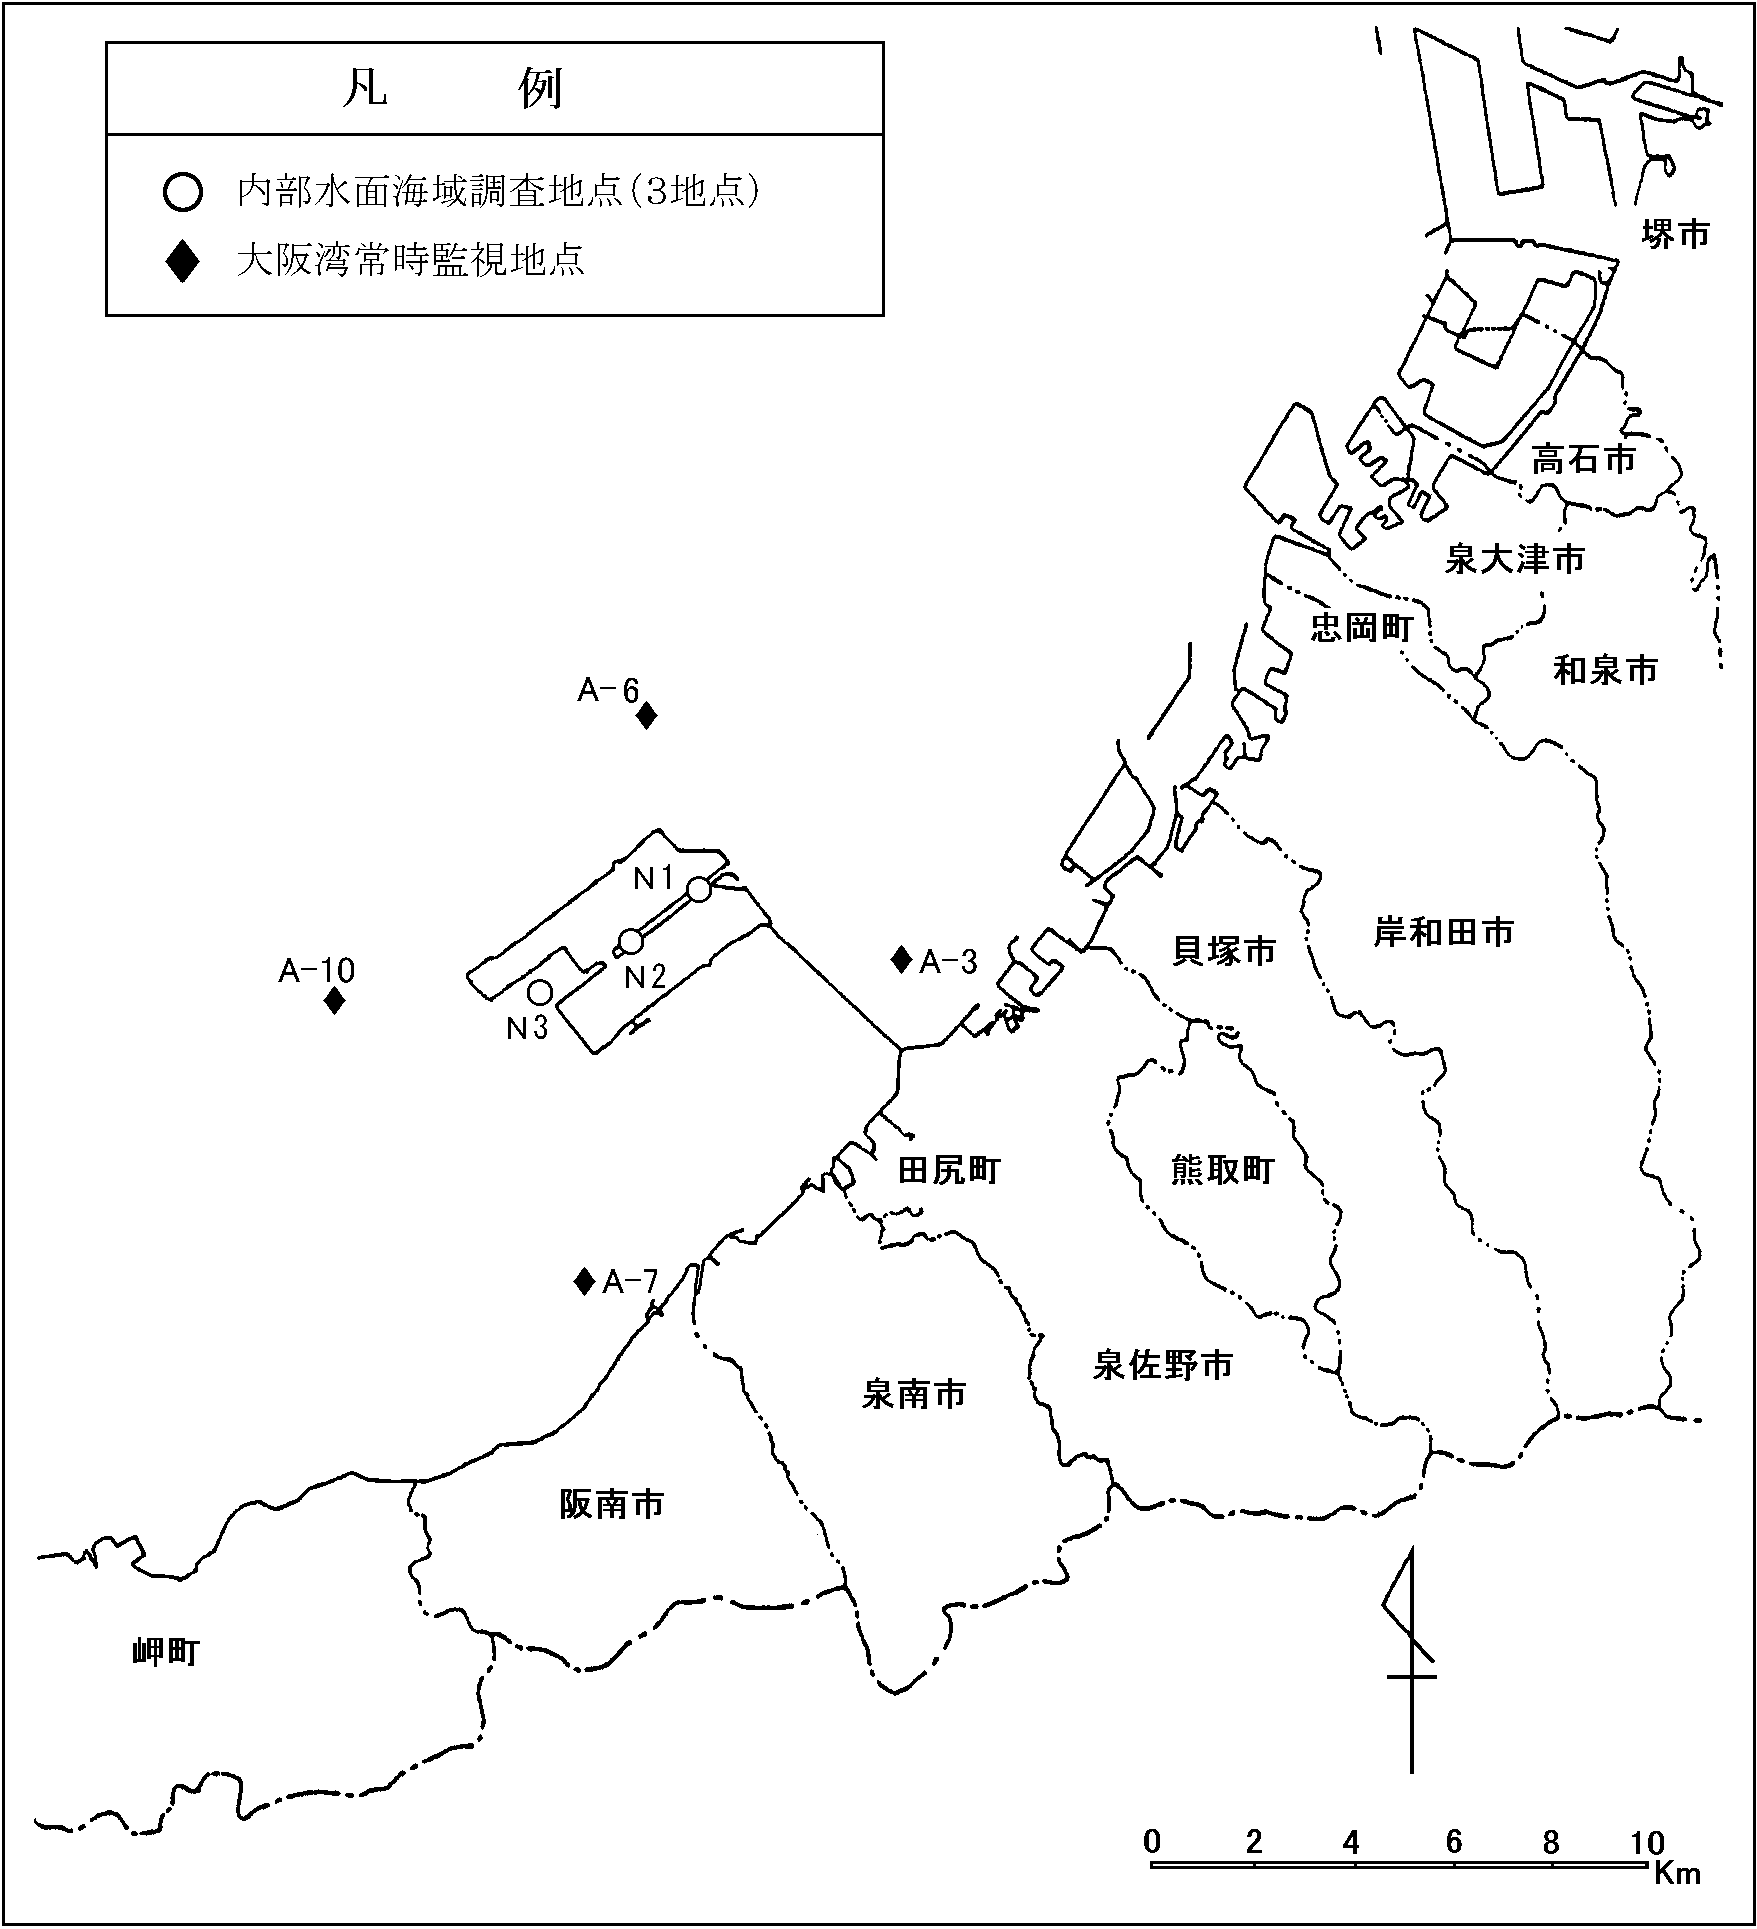 凡　例
内部水面海域調査地点（3地点）
大阪湾常時監視地点
堺市
高石市
泉大津市
忠岡町
和泉市
A-6
N1
岸和田市
貝塚市
A-3
A-10
N2
N3
田尻町
熊取町
A-7
泉佐野市
泉南市
阪南市
岬町
0 2 4 6 8 10
Km